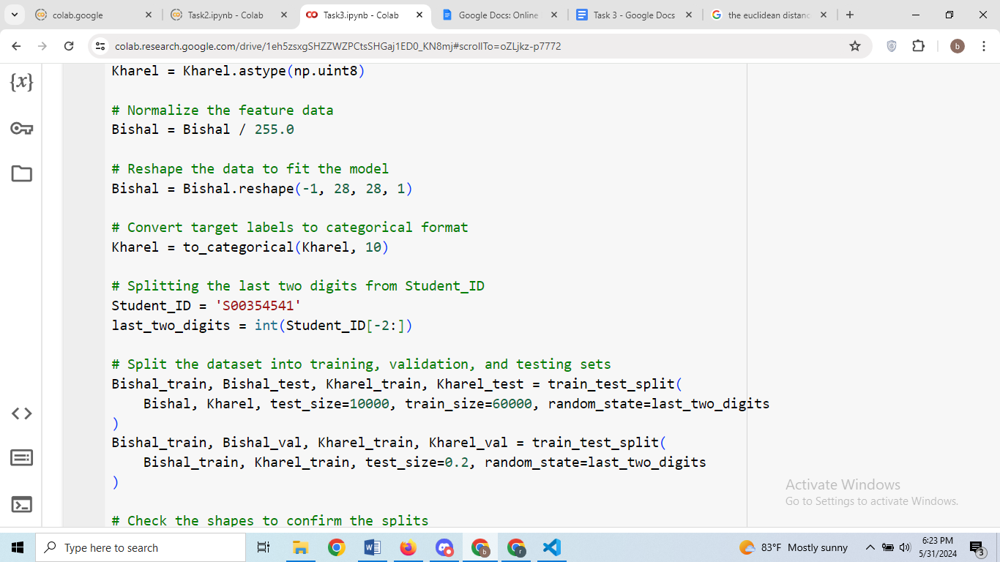 colab.google
Task2.ipynb - Colab
Task3.ipynb - Colab
Google Docs: Online
Task 3 - Google Docs
the euclidean distanc
colab.research.google.com/drive/1eh5zsxgSHZZWZPCtsSHGaj1ED0_KN8mj#scrollTo=oZLjkz-p7772
b
{x}
Kharel = Kharel.astype(np.uint8)
# Normalize the feature data
Bishal = Bishal / 255.0
# Reshape the data to fit the model
Bishal = Bishal.reshape(-1, 28, 28, 1)
# Convert target labels to categorical format
Kharel = to_categorical(Kharel, 10)
# Splitting the last two digits from Student_ID
Student_ID = 'S00354541'
last_two_digits = int(Student_ID[-2:])
# Split the dataset into training, validation, and testing sets
Bishal_train, Bishal_test, Kharel_train, Kharel_test = train_test_split(
    Bishal, Kharel, test_size=10000, train_size=60000, random_state=last_two_digits
)
Bishal_train, Bishal_val, Kharel_train, Kharel_val = train_test_split(
    Bishal_train, Kharel_train, test_size=0.2, random_state=last_two_digits
)
# Check the shapes to confirm the splits
Activate Windows
Go to Settings to activate Windows.
Type here to search
83°F Mostly sunny
6:23 PM
5/31/2024
3